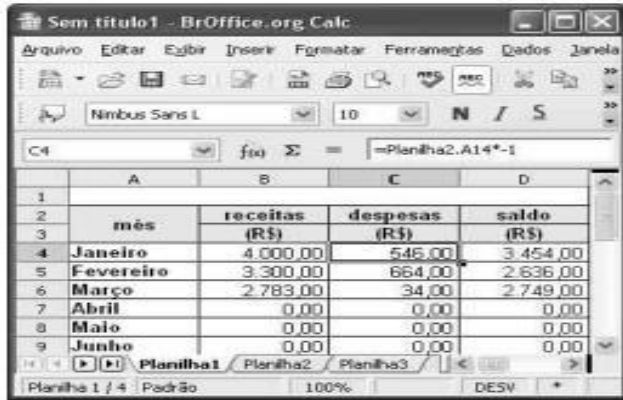 Sem título1 - BrOffice.org Calc
Arquivo Editar Exibir Inserir Formatar Ferramentas Dados Janela
Nimbus Sans L 10 N I S
C4 f(x) Σ = =Planilha2.A14*-1
A B C D
1
2 mês receitas despesas saldo
3 (R$) (R$) (R$)
4 Janeiro 4.000,00 546,00 3.454,00
5 Fevereiro 3.300,00 664,00 2.636,00
6 Março 2.783,00 34,00 2.749,00
7 Abril 0,00 0,00 0,00
8 Maio 0,00 0,00 0,00
9 Junho 0,00 0,00 0,00
Planilha1 Planilha2 Planilha3
Planilha 1 / 4 Padrão 100% DESV *